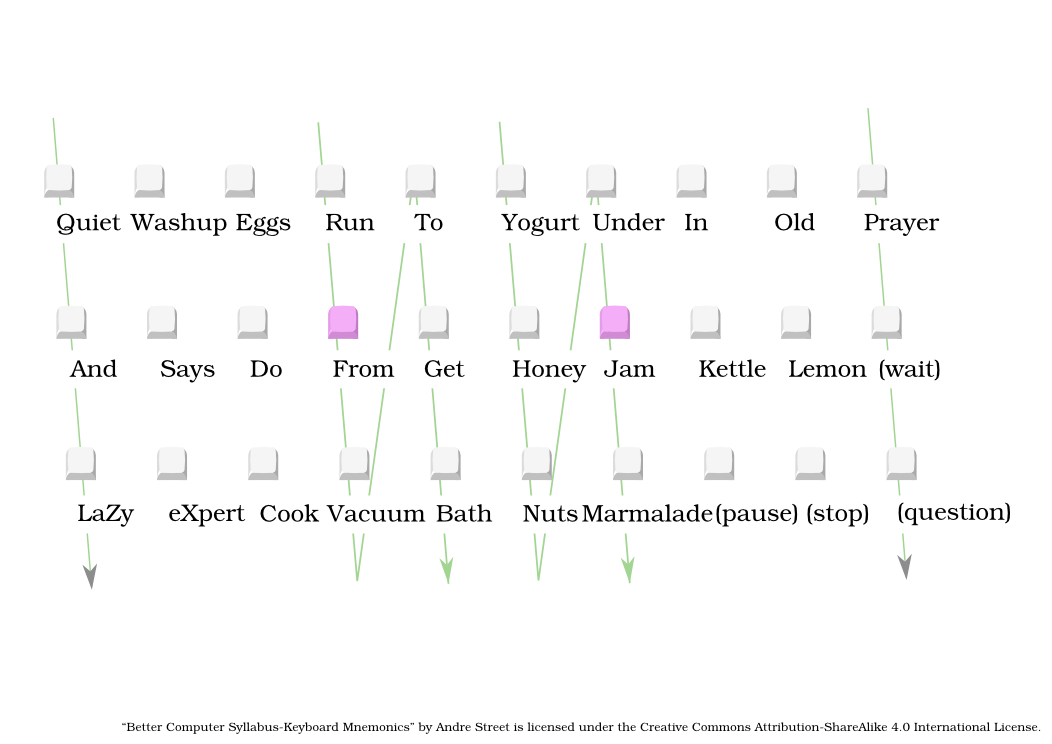 Quiet Washup Eggs Run To Yogurt Under In Old Prayer
And Says Do From Get Honey Jam Kettle Lemon (wait)
LaZy eXpert Cook Vacuum Bath Nuts Marmalade (pause) (stop) (question)
“Better Computer Syllabus-Keyboard Mnemonics” by Andre Street is licensed under the Creative Commons Attribution-ShareAlike 4.0 International License.